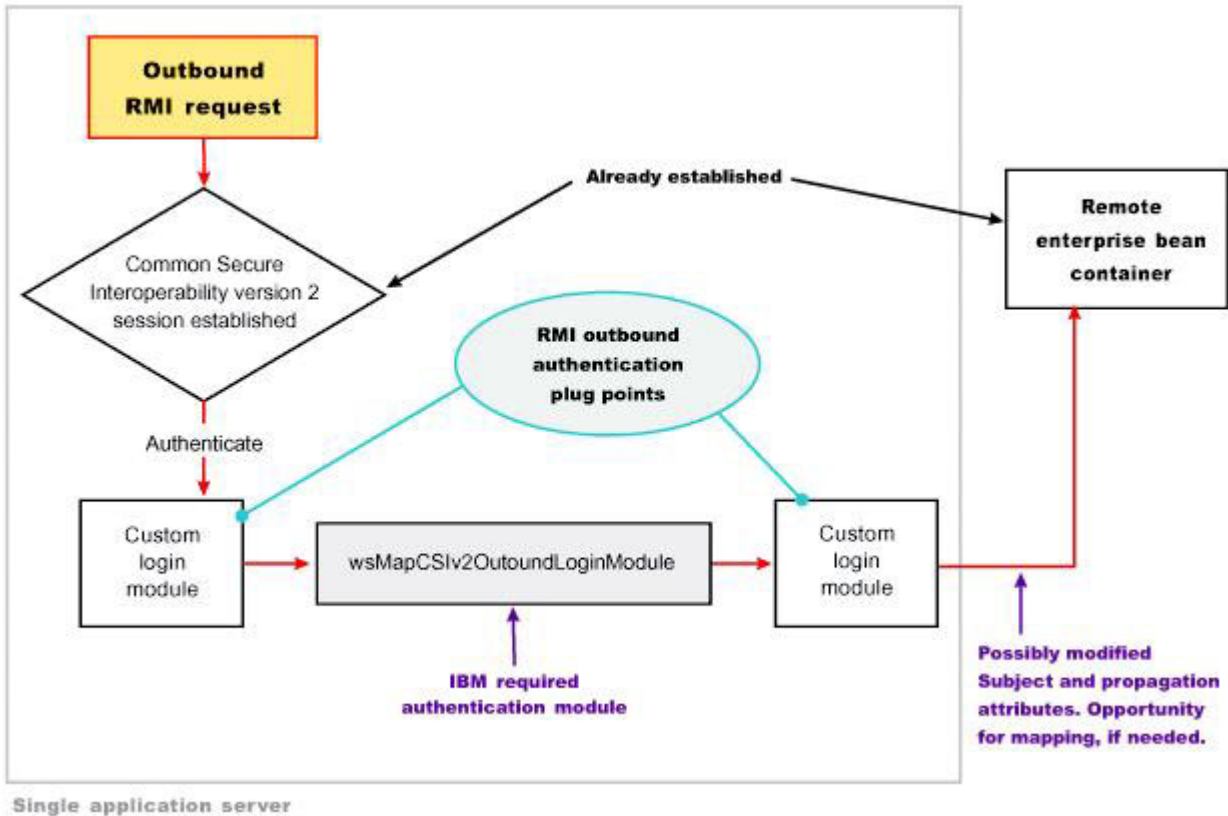 Outbound
RMI request
Already established
Remote
enterprise bean
container
Common Secure
Interoperability version 2
session established
RMI outbound
authentication
plug points
Authenticate
Custom
login
module
wsMapCSIv2OutoundLoginModule
Custom
login
module
IBM required
authentication module
Possibly modified
Subject and propagation
attributes. Opportunity
for mapping, if needed.
Single application server